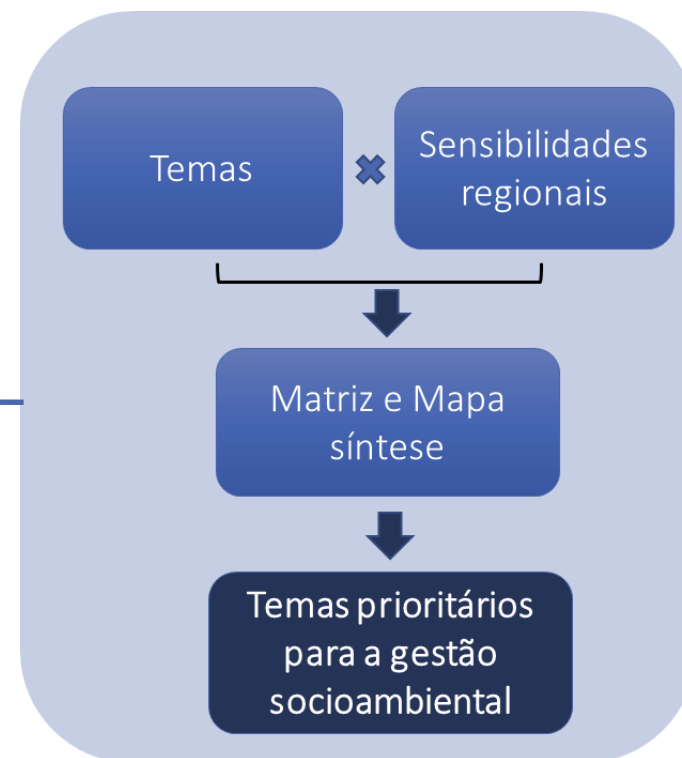 Temas
Sensibilidades
regionais
Matriz e Mapa
síntese
Temas prioritários
para a gestão
socioambiental